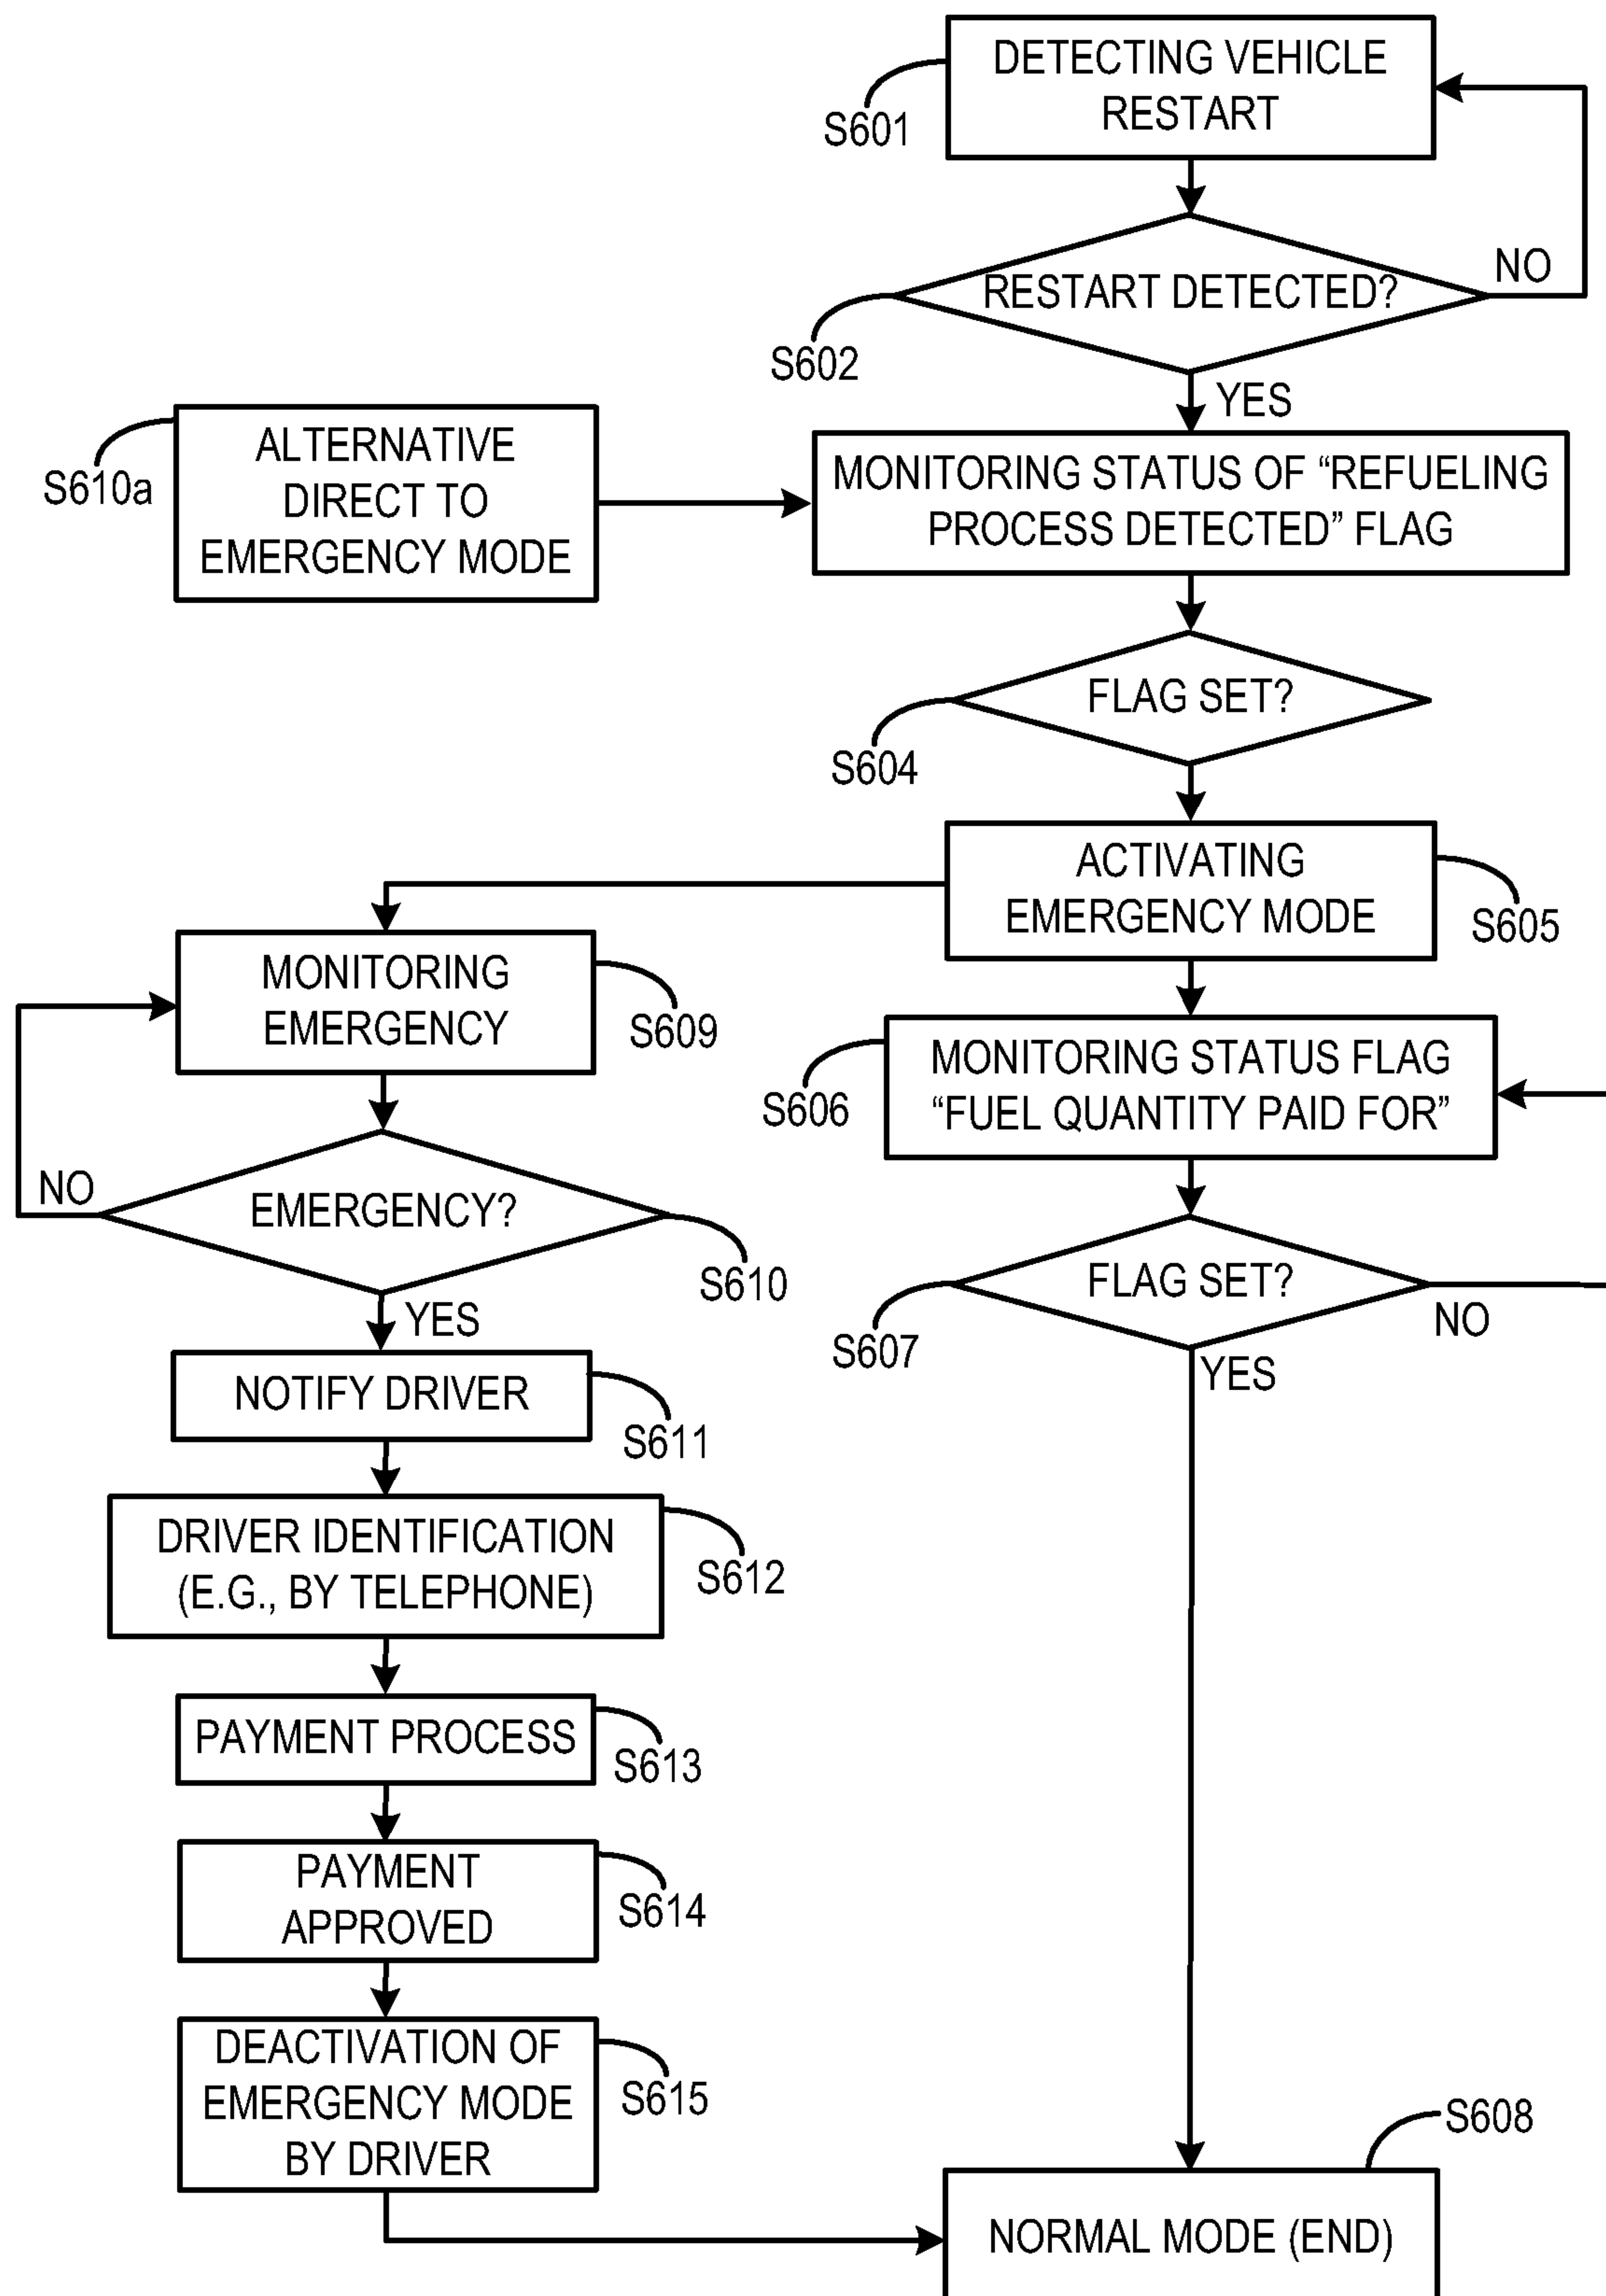 DETECTING VEHICLE
RESTART
S601
RESTART DETECTED?
NO
S602
YES
ALTERNATIVE
DIRECT TO
EMERGENCY MODE
S610a
MONITORING STATUS OF “REFUELING
PROCESS DETECTED” FLAG
FLAG SET?
S604
ACTIVATING
EMERGENCY MODE
S605
MONITORING
EMERGENCY
S609
MONITORING STATUS FLAG
“FUEL QUANTITY PAID FOR”
S606
EMERGENCY?
NO
S610
YES
FLAG SET?
S607
NO
YES
NOTIFY DRIVER
S611
DRIVER IDENTIFICATION
(E.G., BY TELEPHONE)
S612
PAYMENT PROCESS
S613
PAYMENT
APPROVED
S614
DEACTIVATION OF
EMERGENCY MODE
BY DRIVER
S615
S608
NORMAL MODE (END)